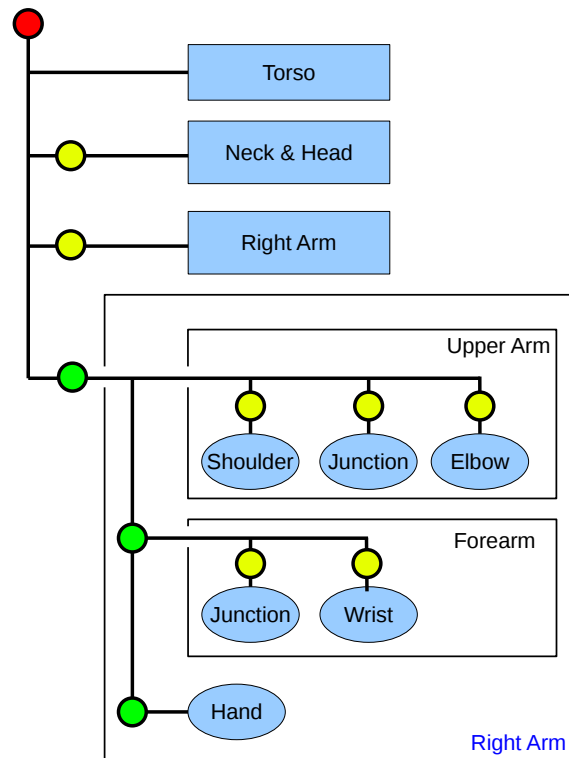 Torso
Neck & Head
Right Arm
Upper Arm
Shoulder
Junction
Elbow
Forearm
Junction
Wrist
Hand
Right Arm